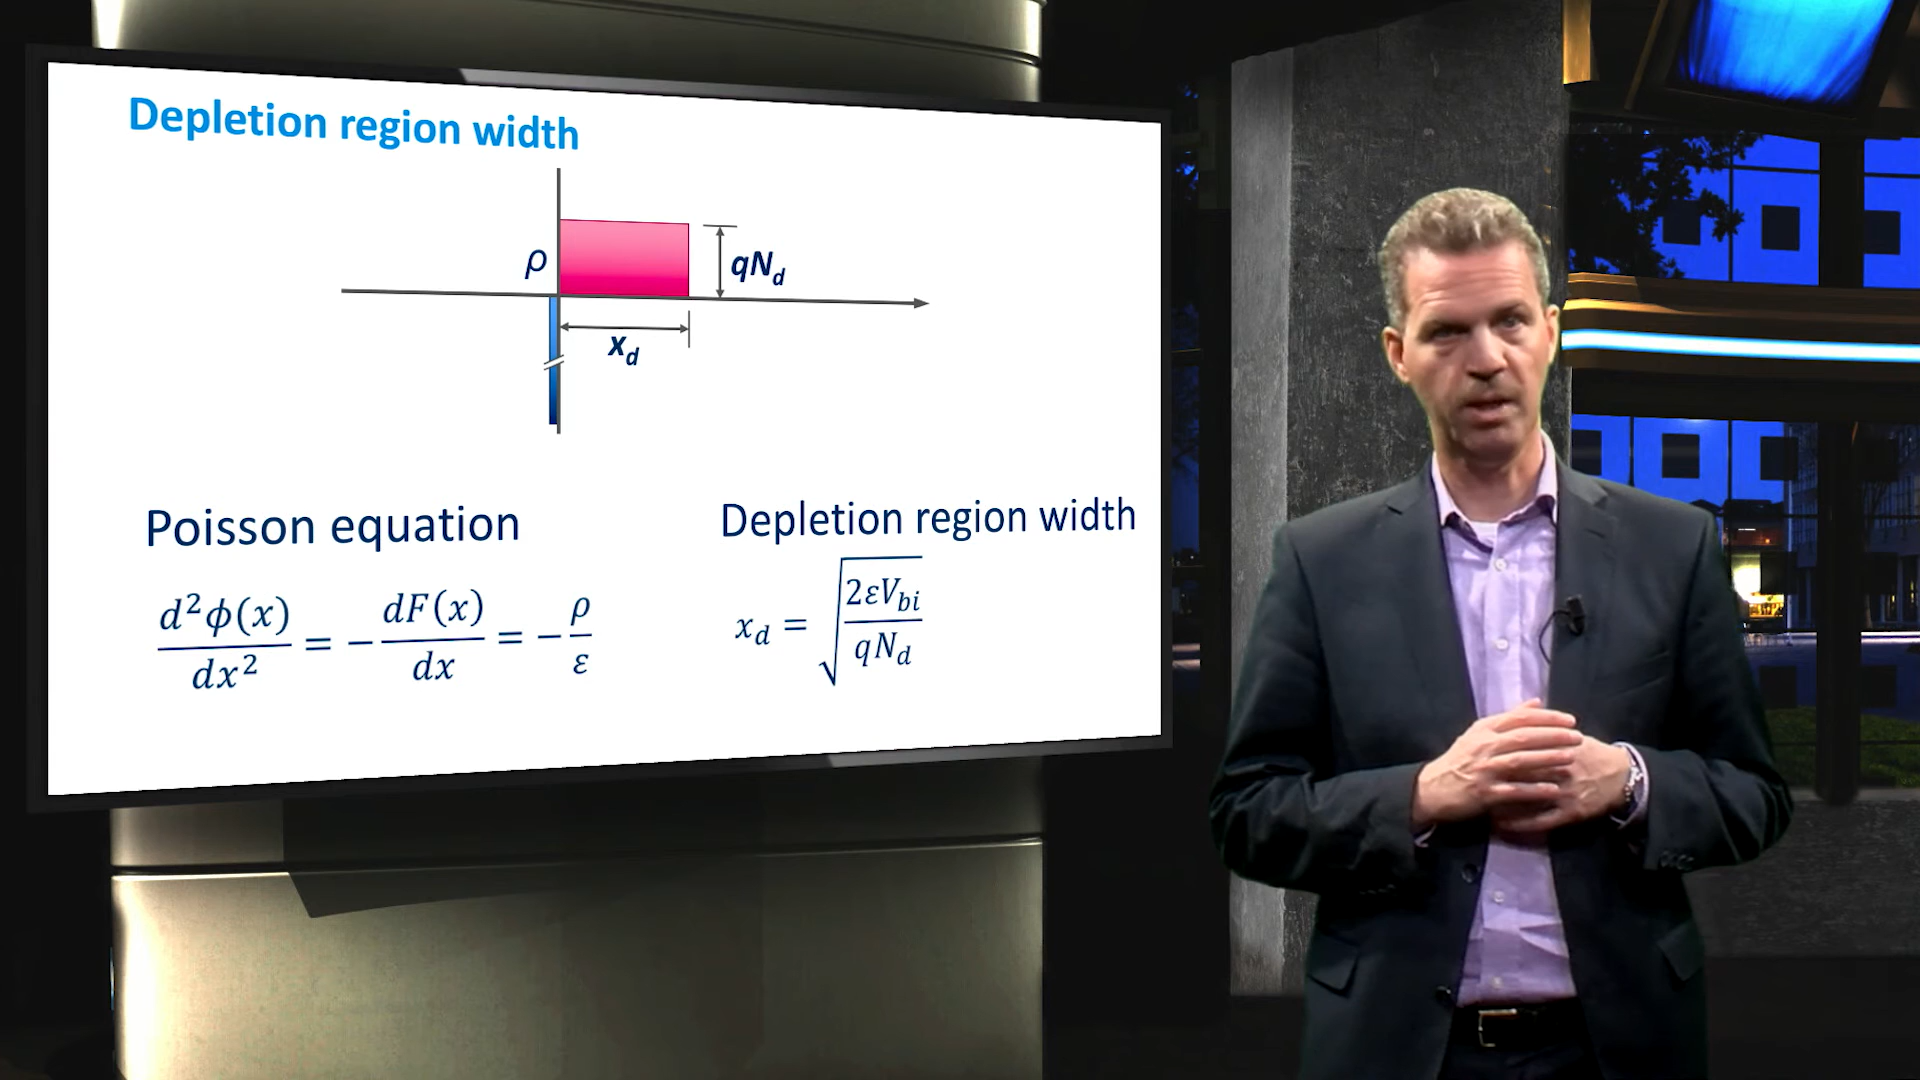 Depletion region width
ρ
qN_d
x_d
Poisson equation
d²ϕ(x)/dx² = −dF(x)/dx = −ρ/ε
Depletion region width
x_d = √(2εV_bi/qN_d)